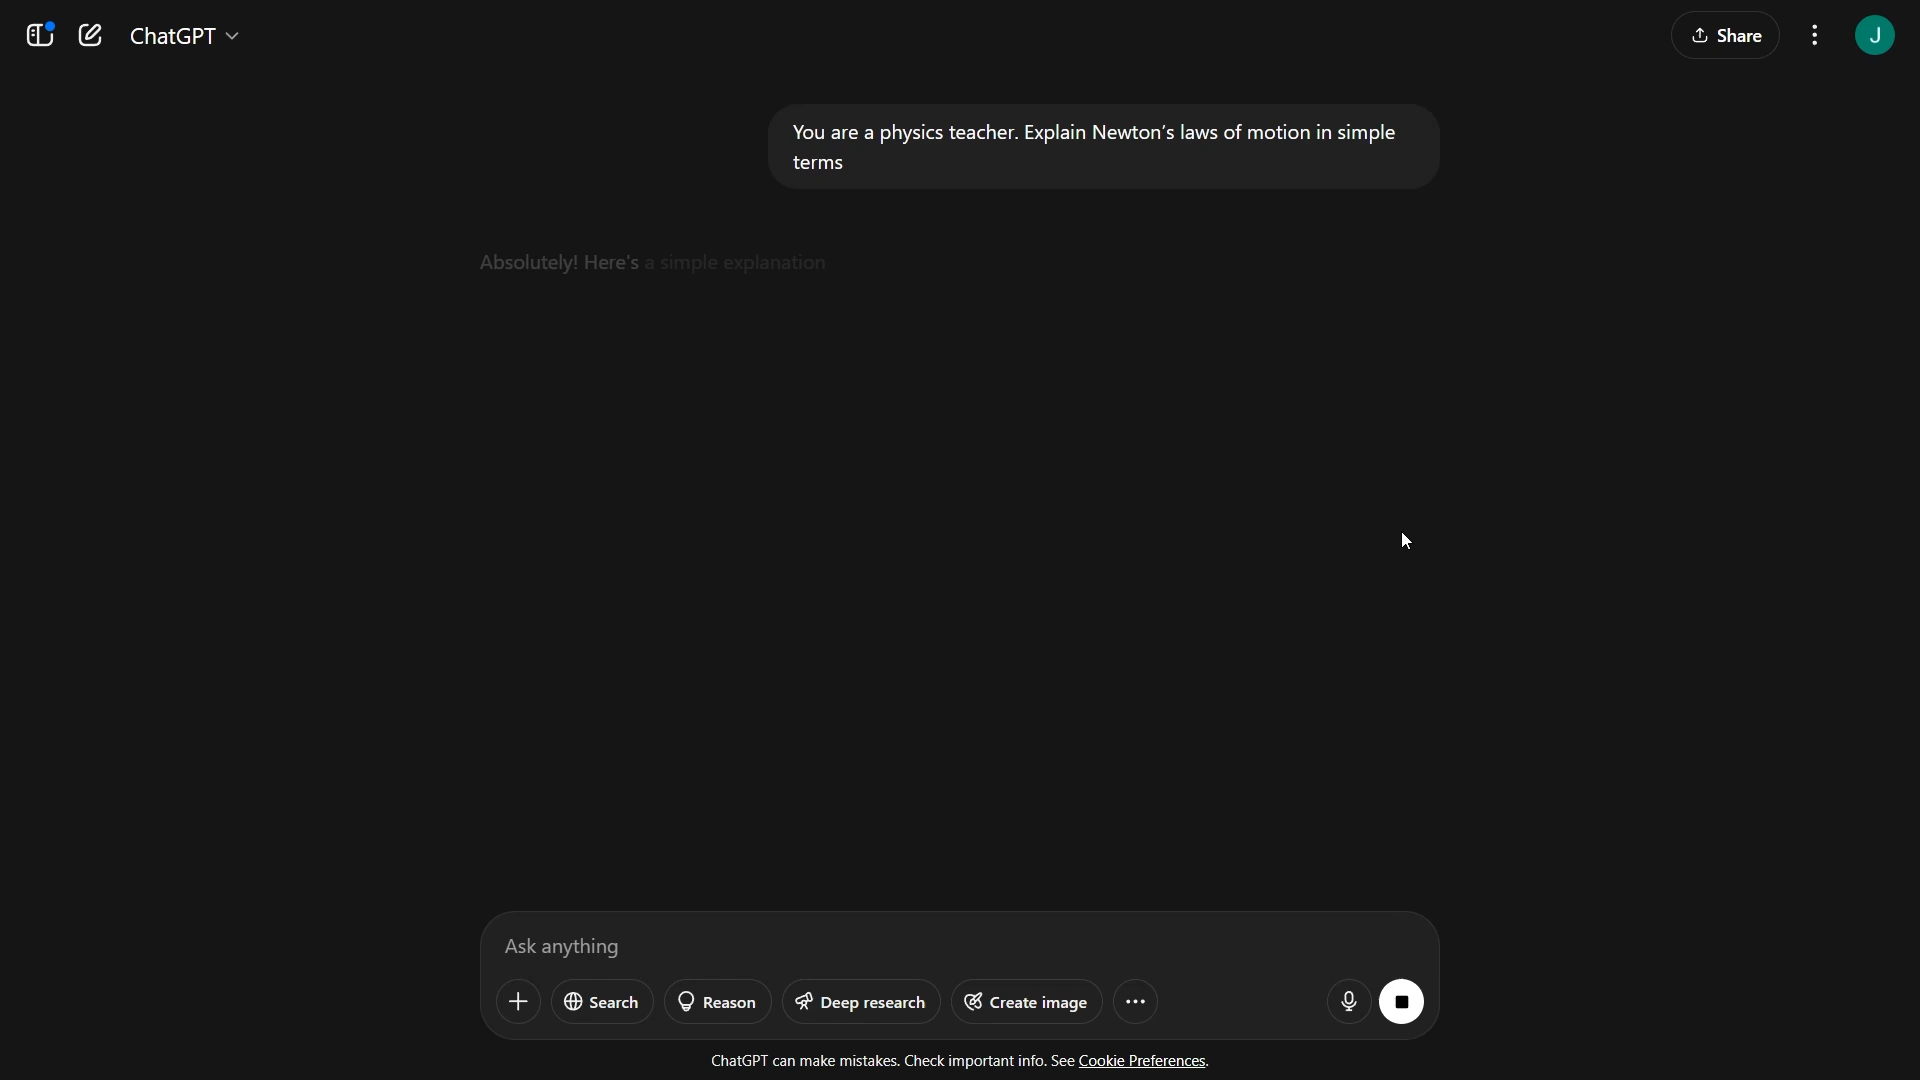 ChatGPT
Share
J
You are a physics teacher. Explain Newton's laws of motion in simple
terms
Absolutely! Here's a simple explanation
Ask anything
Search
Reason
Deep research
Create image
ChatGPT can make mistakes. Check important info. See Cookie Preferences.